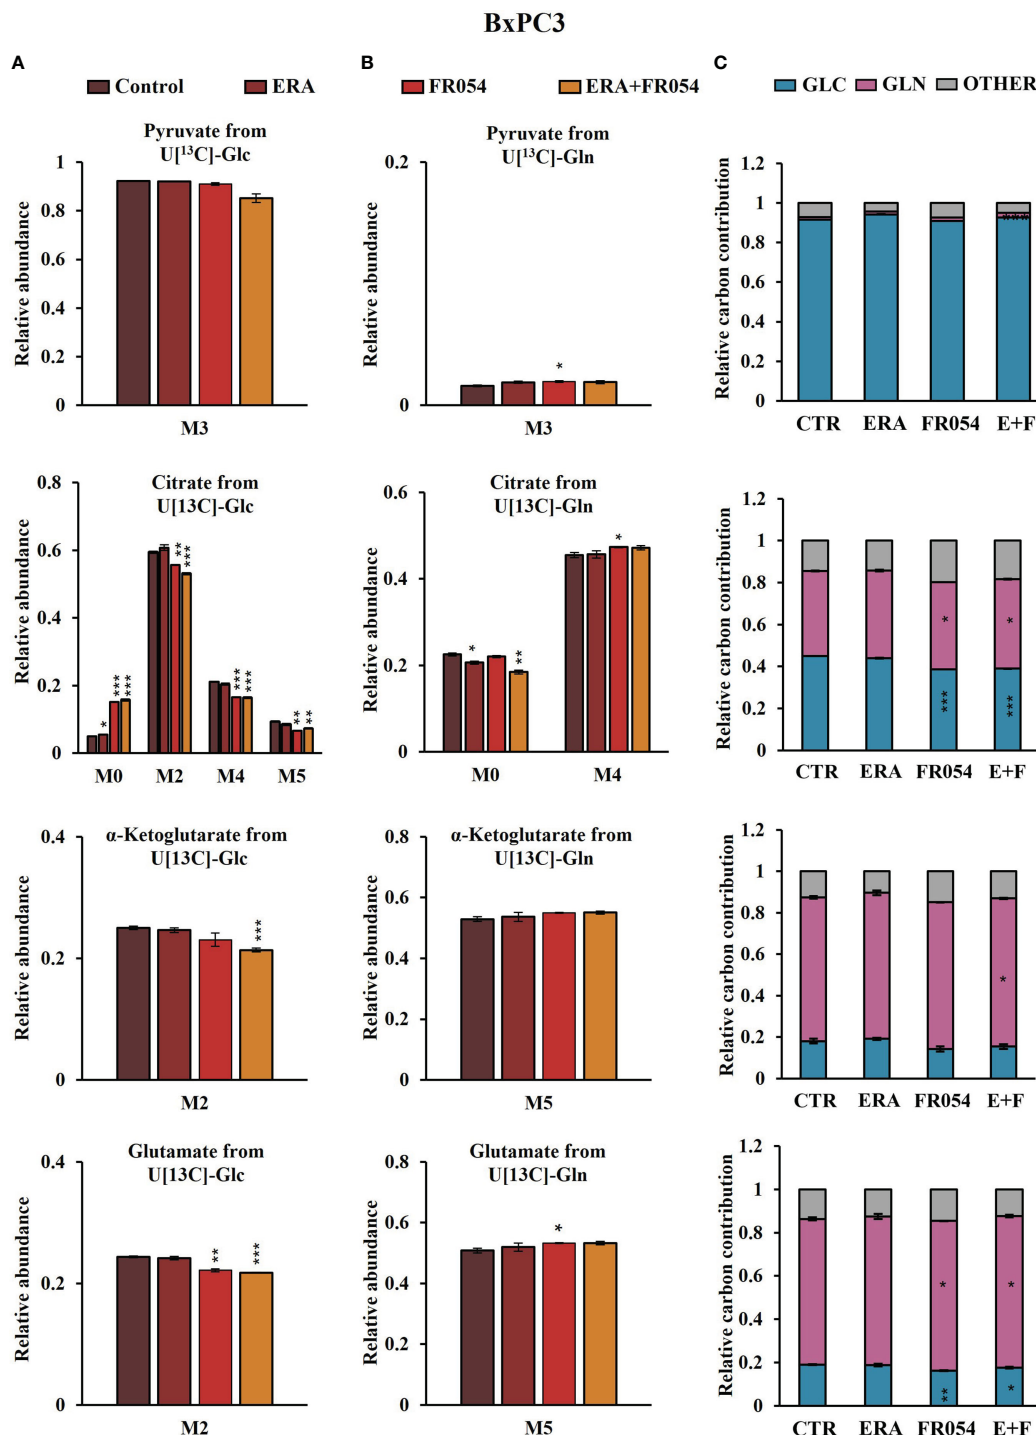 BxPC3
A B C
Control ERA FR054 ERA+FR054 GLC GLN OTHER
Pyruvate from
U[¹³C]-Glc
Relative abundance
1
0.8
0.6
0.4
0.2
0
M3
Pyruvate from
U[¹³C]-Gln
Relative abundance
0.2
0
*
M3
Relative carbon contribution
1.2
1
0.8
0.6
0.4
0.2
0
***
CTR ERA FR054 E+F
Citrate from
U[13C]-Glc
Relative abundance
0.8
0.6
0.4
0.2
0
* *** *** ** *** *** *** ** **
M0 M2 M4 M5
Citrate from
U[13C]-Gln
Relative abundance
0.6
0.4
0.2
0
* ** *
M0 M4
Relative carbon contribution
1.2
1
0.8
0.6
0.4
0.2
0
* *
*** ***
CTR ERA FR054 E+F
α-Ketoglutarate from
U[13C]-Glc
Relative abundance
0.4
0.2
0
***
M2
α-Ketoglutarate from
U[13C]-Gln
Relative abundance
0.8
0.6
0.4
0.2
0
M5
Relative carbon contribution
1.2
1
0.8
0.6
0.4
0.2
0
*
CTR ERA FR054 E+F
Glutamate from
U[13C]-Glc
Relative abundance
0.4
0.2
0
** ***
M2
Glutamate from
U[13C]-Gln
Relative abundance
0.8
0.6
0.4
0.2
0
*
M5
Relative carbon contribution
1.2
1
0.8
0.6
0.4
0.2
0
* *
** *
CTR ERA FR054 E+F